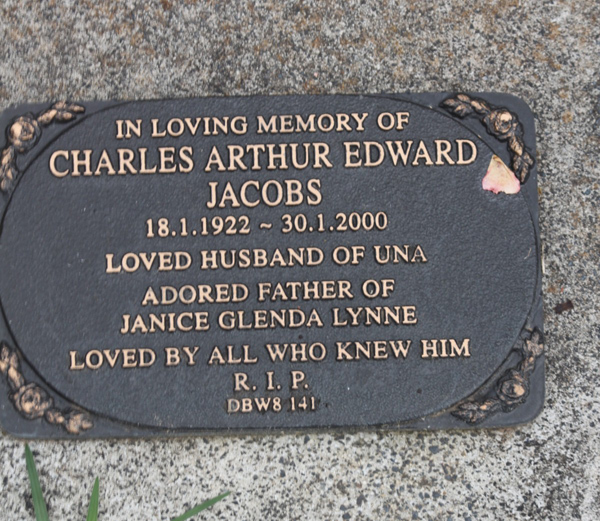 IN LOVING MEMORY OF
CHARLES ARTHUR EDWARD
JACOBS
18.1.1922 ~ 30.1.2000
LOVED HUSBAND OF UNA
ADORED FATHER OF
JANICE GLENDA LYNNE
LOVED BY ALL WHO KNEW HIM
R. I. P.
DBW8 141